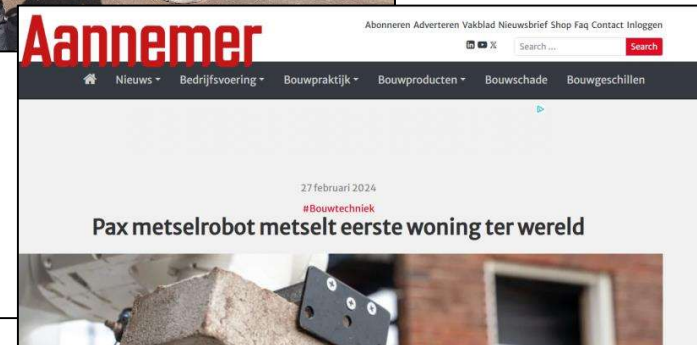 Aannemer
Abonneren Adverteren Vakblad Nieuwsbrief Shop Faq Contact Inloggen
Search ...
Search
Nieuws
Bedrijfsvoering
Bouwpraktijk
Bouwproducten
Bouwschade
Bouwgeschillen
27 februari 2024
#Bouwtechniek
Pax metselrobot metselt eerste woning ter wereld